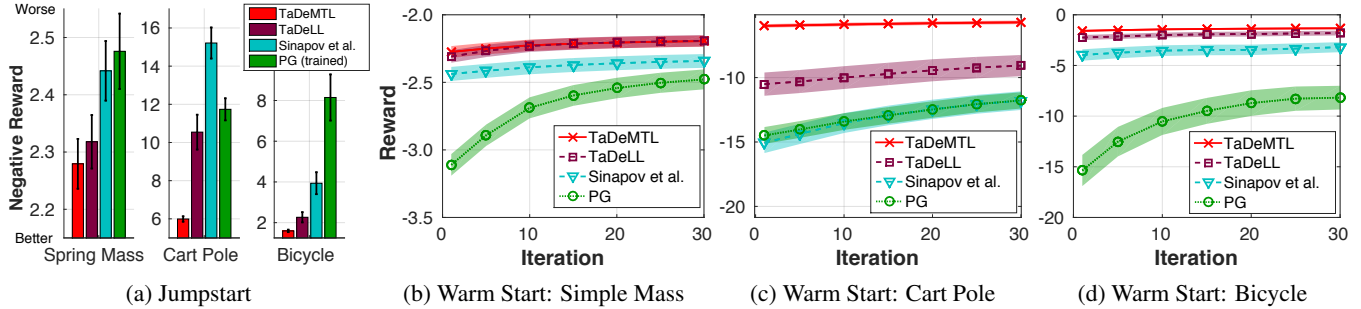 Worse
Better
Negative Reward
2.5
2.4
2.3
2.2
Spring Mass
16
14
12
10
8
6
Cart Pole
8
6
4
2
Bicycle
TaDeMTL
TaDeLL
Sinapov et al.
PG (trained)
(a) Jumpstart
Reward
-2.0
-2.5
-3.0
-3.5
0 10 20 30
Iteration
TaDeMTL
TaDeLL
Sinapov et al.
PG
(b) Warm Start: Simple Mass
-10
-15
-20
0 10 20 30
Iteration
TaDeMTL
TaDeLL
Sinapov et al.
PG
(c) Warm Start: Cart Pole
0
-5
-10
-15
-20
0 10 20 30
Iteration
TaDeMTL
TaDeLL
Sinapov et al.
PG
(d) Warm Start: Bicycle